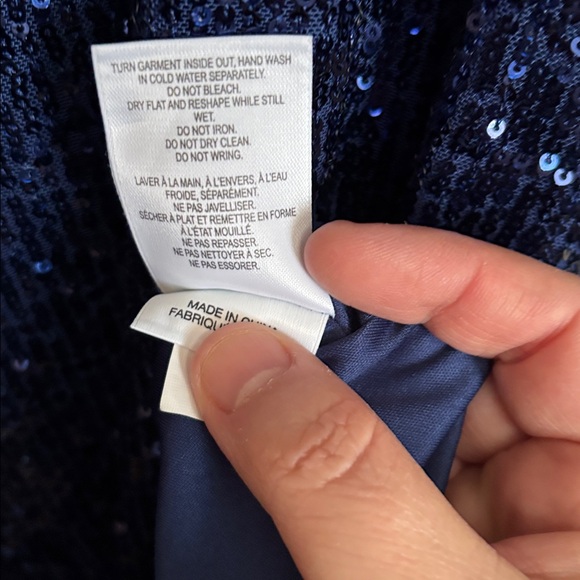 TURN GARMENT INSIDE OUT, HAND WASH
IN COLD WATER SEPARATELY.
DO NOT BLEACH.
DRY FLAT AND RESHAPE WHILE STILL
WET.
DO NOT IRON.
DO NOT DRY CLEAN.
DO NOT WRING.
LAVER À LA MAIN, À L'ENVERS, À L'EAU
FROIDE, SÉPARÉMENT.
NE PAS JAVELLISER.
SÉCHER À PLAT ET REMETTRE EN FORME
À L'ÉTAT MOUILLÉ.
NE PAS REPASSER.
NE PAS NETTOYER À SEC.
NE PAS ESSORER.
MADE IN CHINA